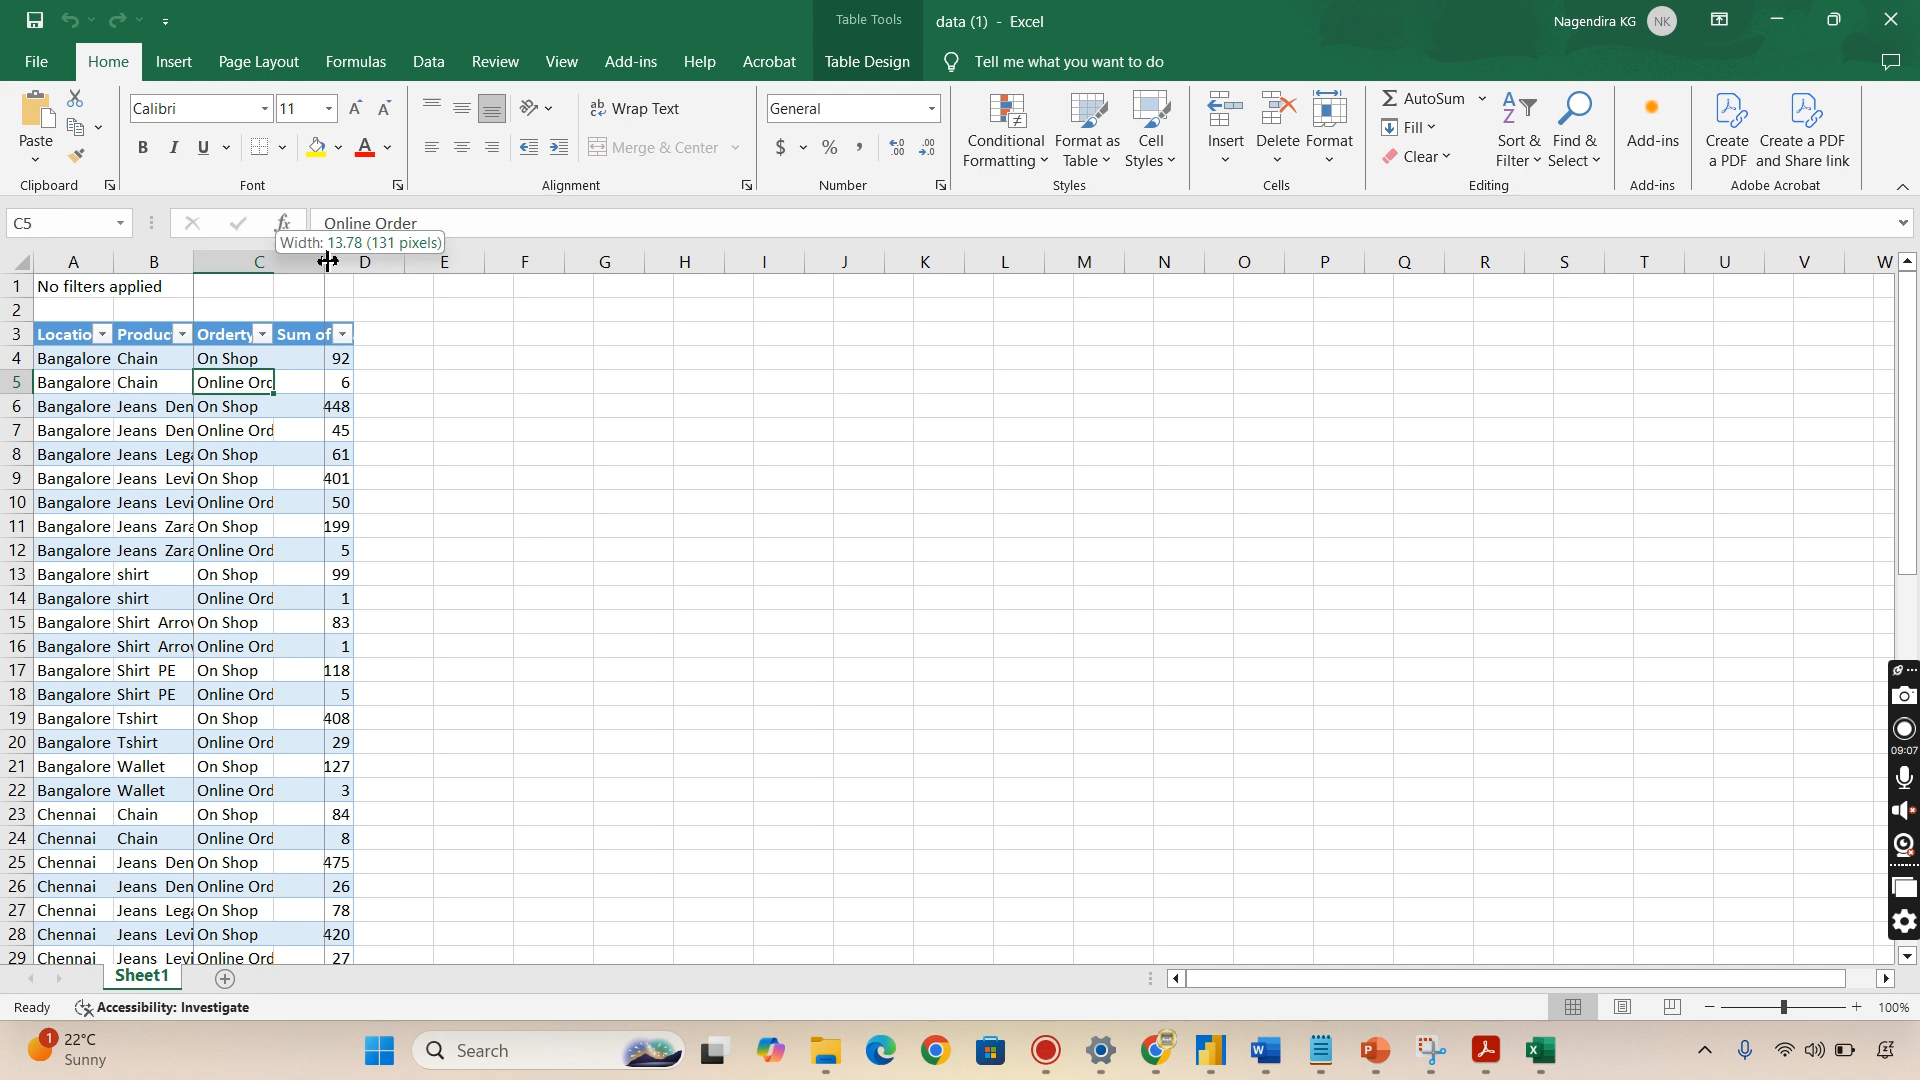 Table Tools
data (1) - Excel
Nagendira KG NK
File Home Insert Page Layout Formulas Data Review View Add-ins Help Acrobat Table Design Tell me what you want to do
Calibri 11
Wrap Text
General
AutoSum
Fill
Clear
Paste
B I U A
Merge & Center
$ % ,
Conditional Formatting
Format as Table
Cell Styles
Insert Delete Format
Sort & Filter
Find & Select
Add-ins
Create a PDF
Create a PDF and Share link
Clipboard Font Alignment Number Styles Cells Editing Add-ins Adobe Acrobat
C5 fx Online Order
Width: 13.78 (131 pixels)
A B C D E F G H I J K L M N O P Q R S T U V W
1 No filters applied
2
3 Locatio Produc Orderty Sum of
4 Bangalore Chain On Shop 92
5 Bangalore Chain Online Ord 6
6 Bangalore Jeans Den On Shop 448
7 Bangalore Jeans Den Online Ord 45
8 Bangalore Jeans Lega On Shop 61
9 Bangalore Jeans Levi On Shop 401
10 Bangalore Jeans Levi Online Ord 50
11 Bangalore Jeans Zara On Shop 199
12 Bangalore Jeans Zara Online Ord 5
13 Bangalore shirt On Shop 99
14 Bangalore shirt Online Ord 1
15 Bangalore Shirt Arrov On Shop 83
16 Bangalore Shirt Arrov Online Ord 1
17 Bangalore Shirt PE On Shop 118
18 Bangalore Shirt PE Online Ord 5
19 Bangalore Tshirt On Shop 408
20 Bangalore Tshirt Online Ord 29
21 Bangalore Wallet On Shop 127
22 Bangalore Wallet Online Ord 3
23 Chennai Chain On Shop 84
24 Chennai Chain Online Ord 8
25 Chennai Jeans Den On Shop 475
26 Chennai Jeans Den Online Ord 26
27 Chennai Jeans Lega On Shop 78
28 Chennai Jeans Levi On Shop 420
29 Chennai Jeans Levi Online Ord 27
09:07
Sheet1
Ready Accessibility: Investigate 100%
1 22°C
Sunny
Search